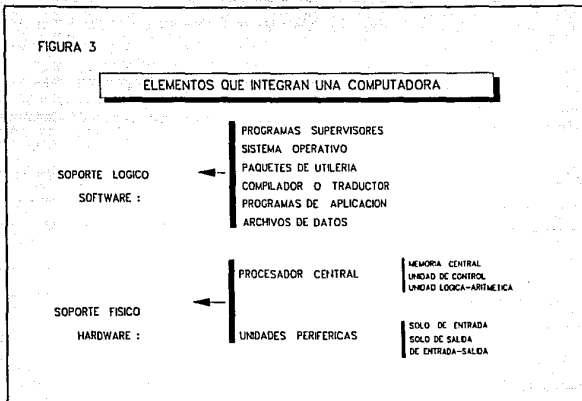 FIGURA 3
ELEMENTOS QUE INTEGRAN UNA COMPUTADORA
SOPORTE LOGICO
SOFTWARE :
PROGRAMAS SUPERVISORES
SISTEMA OPERATIVO
PAQUETES DE UTILERIA
COMPILADOR O TRADUCTOR
PROGRAMAS DE APLICACION
ARCHIVOS DE DATOS
SOPORTE FISICO
HARDWARE :
PROCESADOR CENTRAL
MEMORIA CENTRAL
UNIDAD DE CONTROL
UNIDAD LOGICA-ARITMETICA
UNIDADES PERIFERICAS
SOLO DE ENTRADA
SOLO DE SALIDA
DE ENTRADA-SALIDA